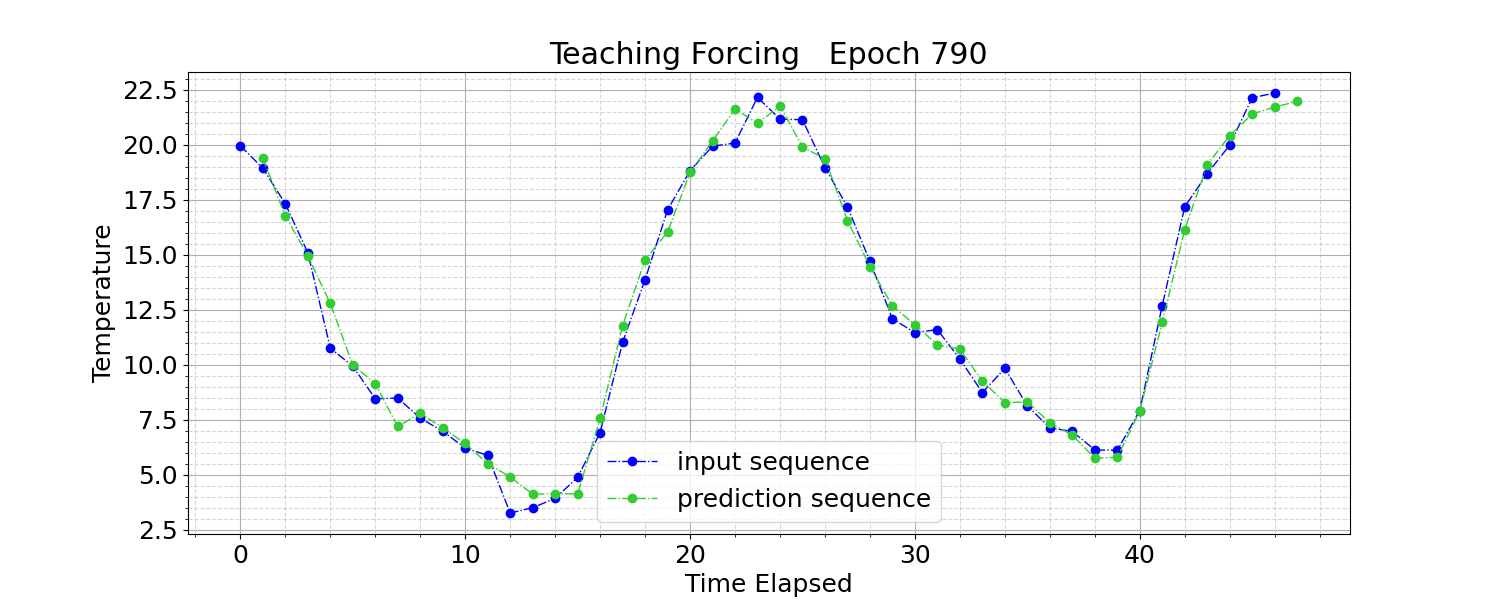 Teaching Forcing   Epoch 790
22.5
20.0
17.5
15.0
12.5
10.0
7.5
5.0
2.5
Temperature
input sequence
prediction sequence
0 10 20 30 40
Time Elapsed